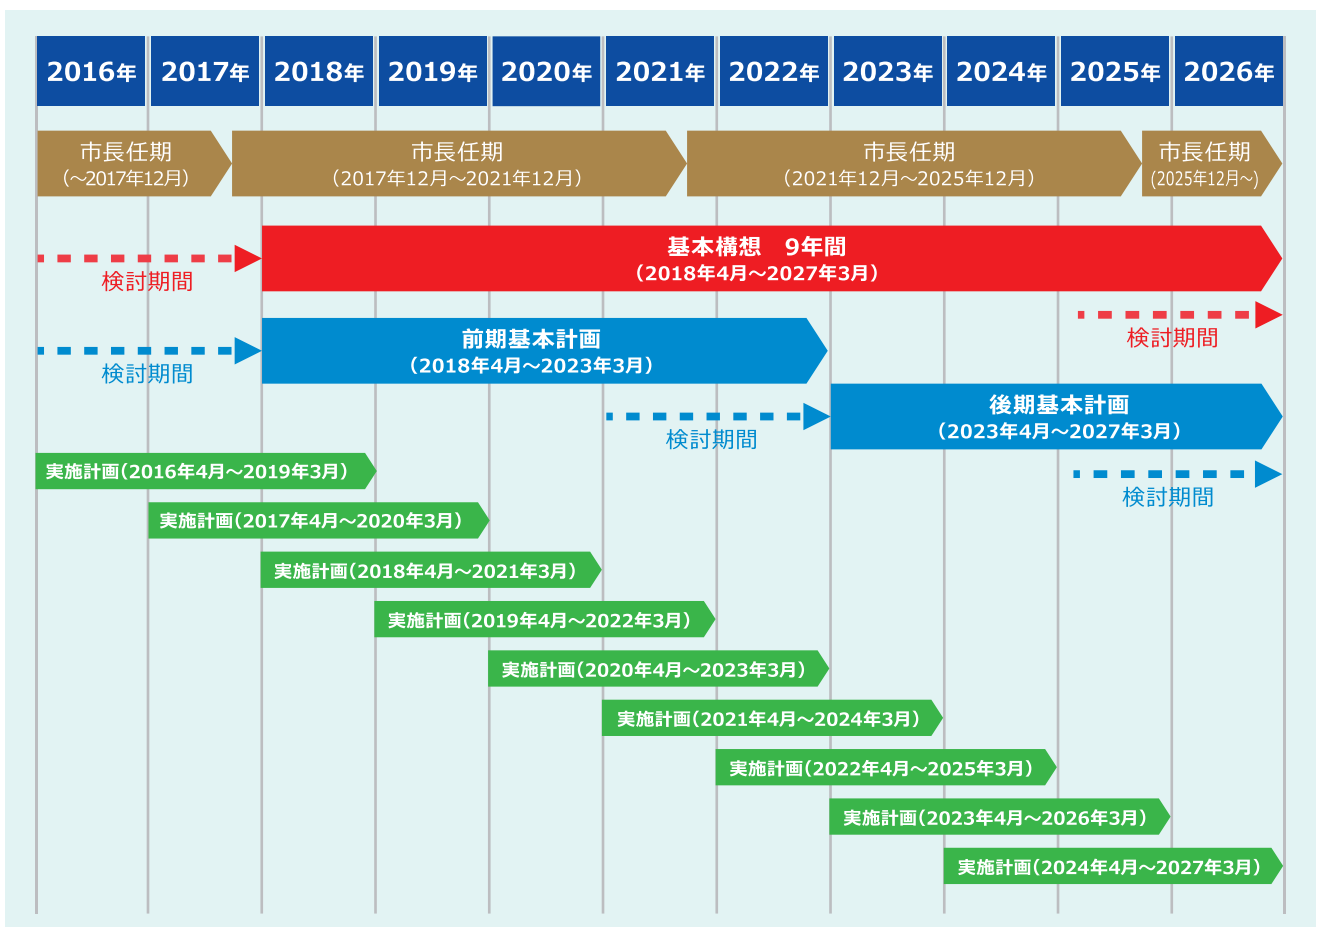 2016年
2017年
2018年
2019年
2020年
2021年
2022年
2023年
2024年
2025年
2026年
市長任期
（～2017年12月）
市長任期
（2017年12月～2021年12月）
市長任期
（2021年12月～2025年12月）
市長任期
(2025年12月～)
基本構想　9年間
（2018年4月～2027年3月）
検討期間
検討期間
前期基本計画
（2018年4月～2023年3月）
検討期間
後期基本計画
（2023年4月～2027年3月）
検討期間
検討期間
実施計画（2016年4月～2019年3月）
実施計画（2017年4月～2020年3月）
実施計画（2018年4月～2021年3月）
実施計画（2019年4月～2022年3月）
実施計画（2020年4月～2023年3月）
実施計画（2021年4月～2024年3月）
実施計画（2022年4月～2025年3月）
実施計画（2023年4月～2026年3月）
実施計画（2024年4月～2027年3月）